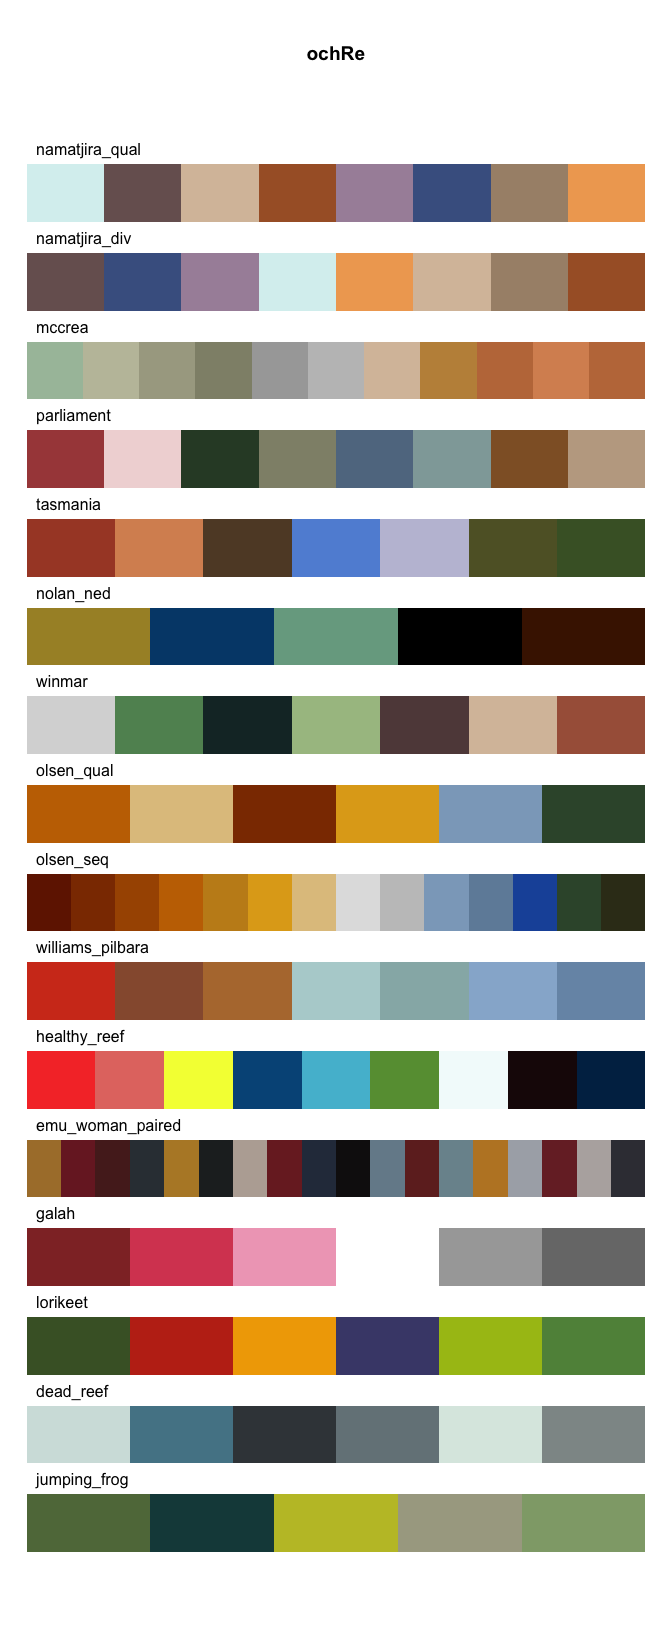 ochRe
namatjira_qual
namatjira_div
mccrea
parliament
tasmania
nolan_ned
winmar
olsen_qual
olsen_seq
williams_pilbara
healthy_reef
emu_woman_paired
galah
lorikeet
dead_reef
jumping_frog